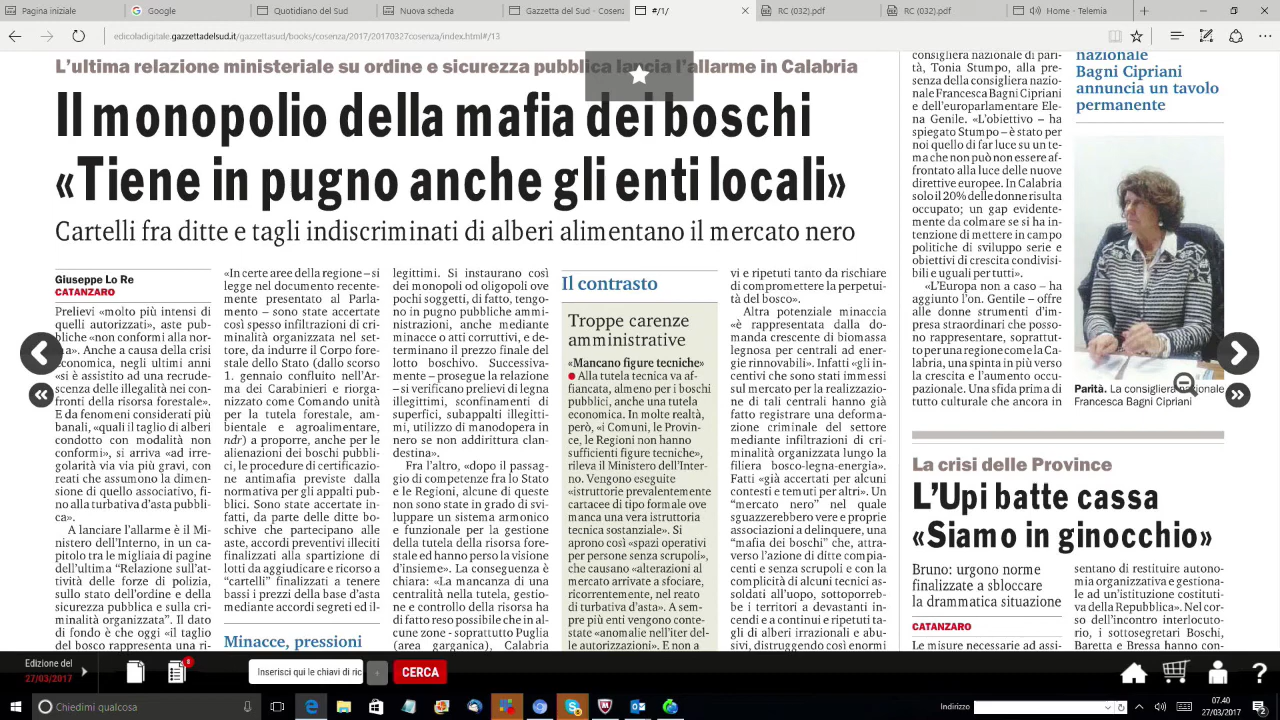 Pagina iniziale
Google
Quotidiano del Sud
Nuova scheda
Gazzetta del Sud - Cosenz
#/1/
RC (032).pdf
RC (032).pdf
Home - Telemia
edicoladigitale.gazzettadelsud.it/gazzettasud/books/cosenza/2017/20170327cosenza/index.html#/13
L'ultima relazione ministeriale su ordine e sicurezza pubblica lancia l'allarme in Calabria
Il monopolio della mafia dei boschi
«Tiene in pugno anche gli enti locali»
Cartelli fra ditte e tagli indiscriminati di alberi alimentano il mercato nero
Giuseppe Lo Re
CATANZARO
Prelievi «molto più intensi di
quelli autorizzati», aste pub-
bliche «non conformi alla nor-
ma». Anche a causa della crisi
economica, negli ultimi anni
«si è assistito ad una recrude-
scenza delle illegalità nei con-
fronti della risorsa forestale».
E da fenomeni considerati più
banali, «quali il taglio di alberi
condotto con modalità non
conformi», si arriva «ad irre-
golarità via via più gravi, con
reati che assumono la dimen-
sione di quello associativo, fi-
no alla turbativa d'asta pubbli-
ca».
A lanciare l'allarme è il Mi-
nistero dell'Interno, in un ca-
pitolo tra le migliaia di pagine
dell'ultima "Relazione sull'at-
tività delle forze di polizia,
sullo stato dell'ordine e della
sicurezza pubblica e sulla cri-
minalità organizzata". Il dato
di fondo è che oggi «il taglio
del bosco rappresenta una ri-
«In certe aree della regione – si
legge nel documento recente-
mente presentato al Parla-
mento – sono state accertate
così spesso infiltrazioni di cri-
minalità organizzata nel set-
tore, da indurre il Corpo fore-
stale dello Stato (dallo scorso
1. gennaio confluito nell'Ar-
ma dei Carabinieri e riorga-
nizzato come Comando unità
per la tutela forestale, am-
bientale e agroalimentare,
ndr) a proporre, anche per le
alienazioni dei boschi pubbli-
ci, le procedure di certificazio-
ne antimafia previste dalla
normativa per gli appalti pub-
blici. Sono state accertate in-
fatti, da parte delle ditte bo-
schive che partecipano alle
aste, accordi preventivi illeciti
finalizzati alla spartizione di
lotti da aggiudicare e ricorso a
"cartelli" finalizzati a tenere
bassi i prezzi della base d'asta
mediante accordi segreti ed il-
Minacce, pressioni
legittimi. Si instaurano così
dei monopoli od oligopoli ove
pochi soggetti, di fatto, tengo-
no in pugno pubbliche ammi-
nistrazioni, anche mediante
minacce o atti corruttivi, e de-
terminano il prezzo finale del
lotto boschivo. Successiva-
mente – prosegue la relazione
– si verificano prelievi di legna
illegittimi, sconfinamenti di
superfici, subappalti illegitti-
mi, utilizzo di manodopera in
nero se non addirittura clan-
destina».
Fra l'altro, «dopo il passag-
gio di competenze fra lo Stato
e le Regioni, alcune di queste
non sono state in grado di svi-
luppare un sistema armonico
e funzionale per la gestione
della tutela della risorsa fore-
stale ed hanno perso la visione
d'insieme». La conseguenza è
chiara: «La mancanza di una
centralità nella tutela, gestio-
ne e controllo della risorsa ha
di fatto reso possibile che in al-
cune zone - soprattutto Puglia
(area garganica), Calabria
Il contrasto
Troppe carenze
amministrative
«Mancano figure tecniche»
● Alla tutela tecnica va af-
fiancata, almeno per i boschi
pubblici, anche una tutela
economica. In molte realtà,
però, «i Comuni, le Provin-
ce, le Regioni non hanno
sufficienti figure tecniche»,
rileva il Ministero dell'Inter-
no. Vengono eseguite
«istruttorie prevalentemente
cartacee di tipo formale ove
manca una vera istruttoria
tecnica sostanziale». Si
aprono così «spazi operativi
per persone senza scrupoli»,
che causano «alterazioni al
mercato arrivate a sfociare,
ricorrentemente, nel reato
di turbativa d'asta». A sem-
pre più enti vengono conte-
state «anomalie nell'iter del-
le autorizzazioni». E non a
vi e ripetuti tanto da rischiare
di compromettere la perpetui-
tà del bosco».
Altra potenziale minaccia
«è rappresentata dalla do-
manda crescente di biomassa
legnosa per centrali ad ener-
gie rinnovabili». Infatti «gli in-
centivi che sono stati immessi
sul mercato per la realizzazio-
ne di tali centrali hanno già
fatto registrare una deforma-
zione criminale del settore
mediante infiltrazioni di cri-
minalità organizzata lungo la
filiera bosco-legna-energia».
Fatti «già accertati per alcuni
contesti e temuti per altri». Un
"mercato nero" nel quale
sguazzerebbero vere e proprie
associazioni a delinquere, una
"mafia dei boschi" che, attra-
verso l'azione di ditte compia-
centi e senza scrupoli e con la
complicità di alcuni tecnici as-
soldati all'uopo, sottoporreb-
be i territori a devastanti in-
cendi e a continui e ripetuti ta-
gli di alberi irrazionali e abu-
sivi, distruggendo così enormi
consigliera nazionale di pari-
tà, Tonia Stumpo, alla pre-
senza della consigliera nazio-
nale Francesca Bagni Cipriani
e dell'europarlamentare Ele-
na Gentile. «L'obiettivo – ha
spiegato Stumpo – è stato per
noi quello di far luce su un te-
ma che non può non essere af-
frontato alla luce delle nuove
direttive europee. In Calabria
solo il 20% delle donne risulta
occupato; un gap evidente-
mente da colmare se si ha in-
tenzione di mettere in campo
politiche di sviluppo serie e
obiettivi di crescita condivisi-
bili e uguali per tutti».
«L'Europa non a caso – ha
aggiunto l'on. Gentile – offre
alle donne strumenti d'im-
presa straordinari che posso-
no rappresentare, soprattut-
to per una regione come la Ca-
labria, una spinta in più verso
la crescita e l'aumento occu-
pazionale. Una sfida prima di
tutto culturale che ancora in
nazionale
Bagni Cipriani
annuncia un tavolo
permanente
Parità. La consigliera nazionale
Francesca Bagni Cipriani
La crisi delle Province
L'Upi batte cassa
«Siamo in ginocchio»
Bruno: urgono norme
finalizzate a sbloccare
la drammatica situazione
CATANZARO
Le misure necessarie ad assi-
sentano di restituire autono-
mia organizzativa e gestiona-
le ad un'istituzione costituti-
va della Repubblica». Nel cor-
so dell'incontro interlocuto-
rio, i sottosegretari Boschi,
Baretta e Bressa hanno con-
Edizione del
27/03/2017
8
Inserisci qui le chiavi di ric
CERCA
?
Chiedimi qualcosa
Indirizzo
07.40
27/03/2017
2